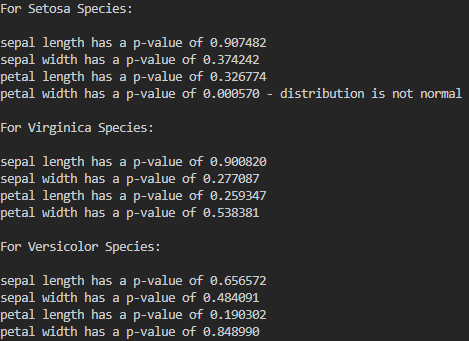 For Setosa Species:
sepal length has a p-value of 0.907482
sepal width has a p-value of 0.374242
petal length has a p-value of 0.326774
petal width has a p-value of 0.000570 - distribution is not normal
For Virginica Species:
sepal length has a p-value of 0.900820
sepal width has a p-value of 0.277087
petal length has a p-value of 0.259347
petal width has a p-value of 0.538381
For Versicolor Species:
sepal length has a p-value of 0.656572
sepal width has a p-value of 0.484091
petal length has a p-value of 0.190302
petal width has a p-value of 0.848990